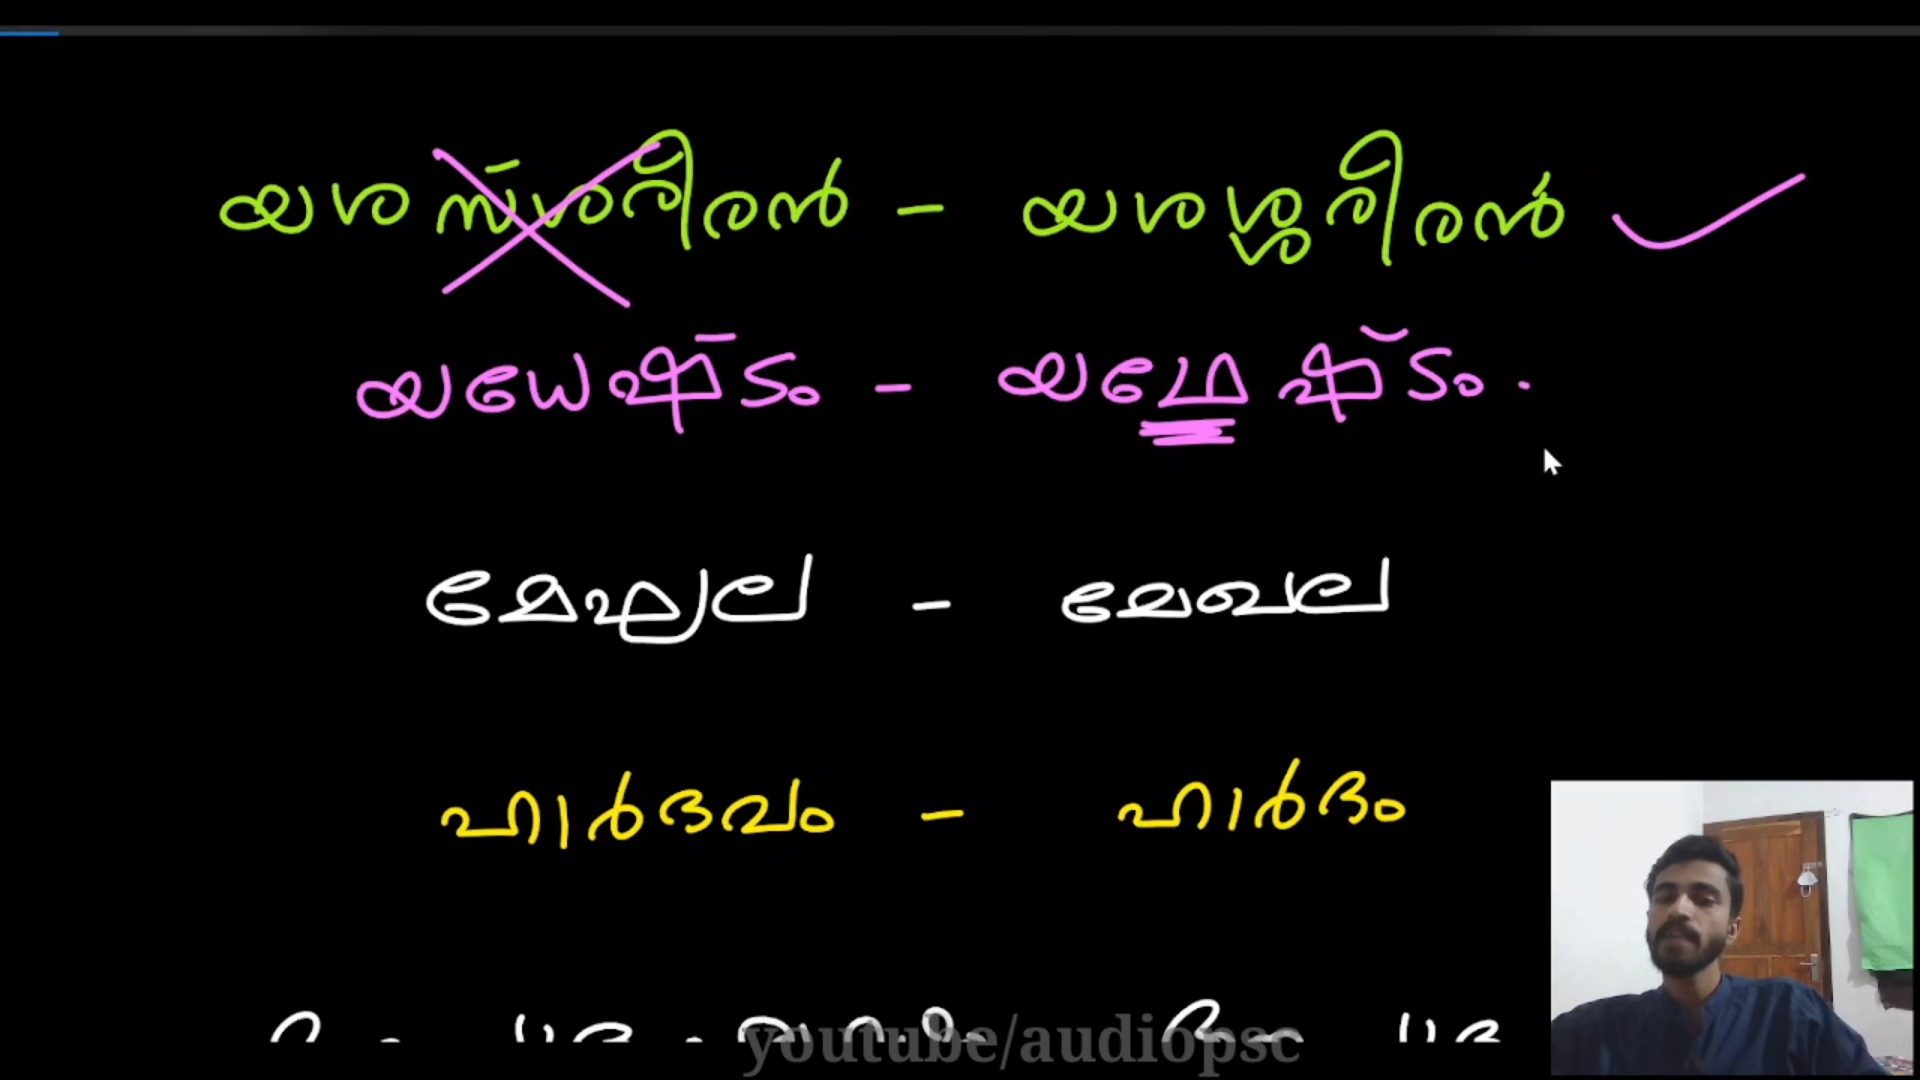 യശസ്ശരീരൻ - യശശ്ശരീരൻ
യധേഷ്ടം - യഥേഷ്ടം.
മേഘല - മേഖല
ഹാർദവം - ഹാർദം
youtube/audiopsc